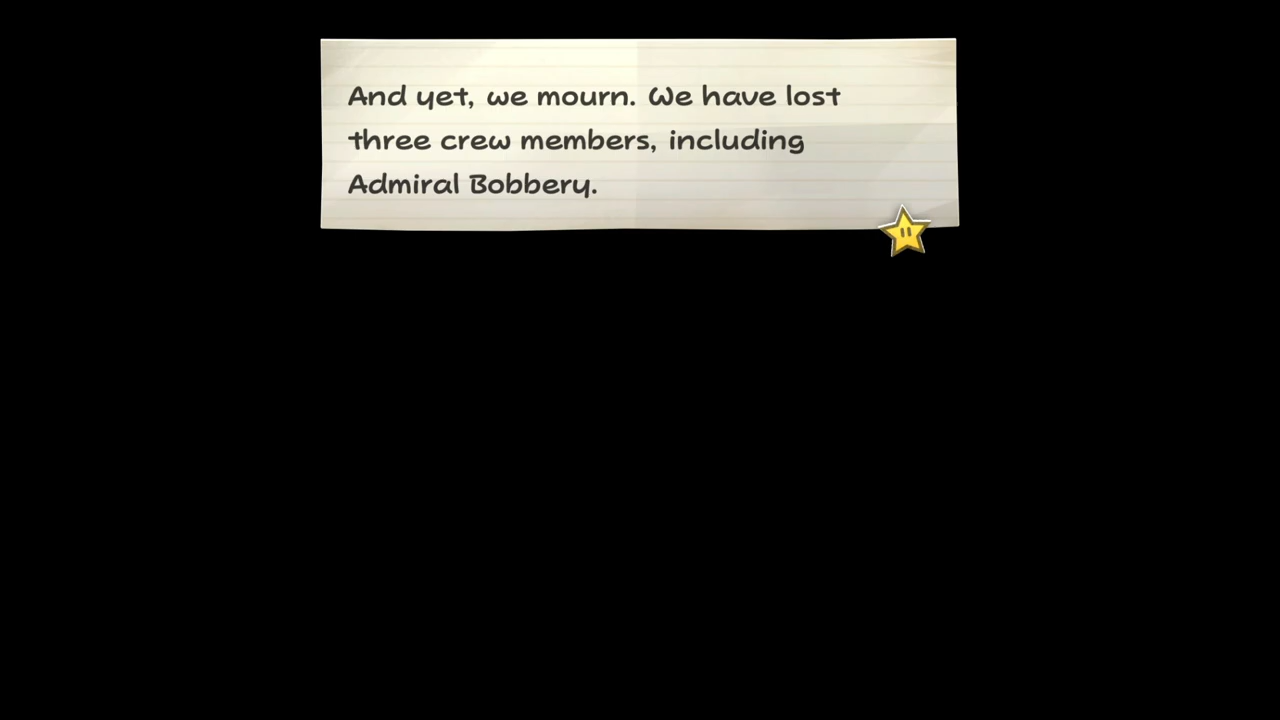 And yet, we mourn. We have lost
three crew members, including
Admiral Bobbery.